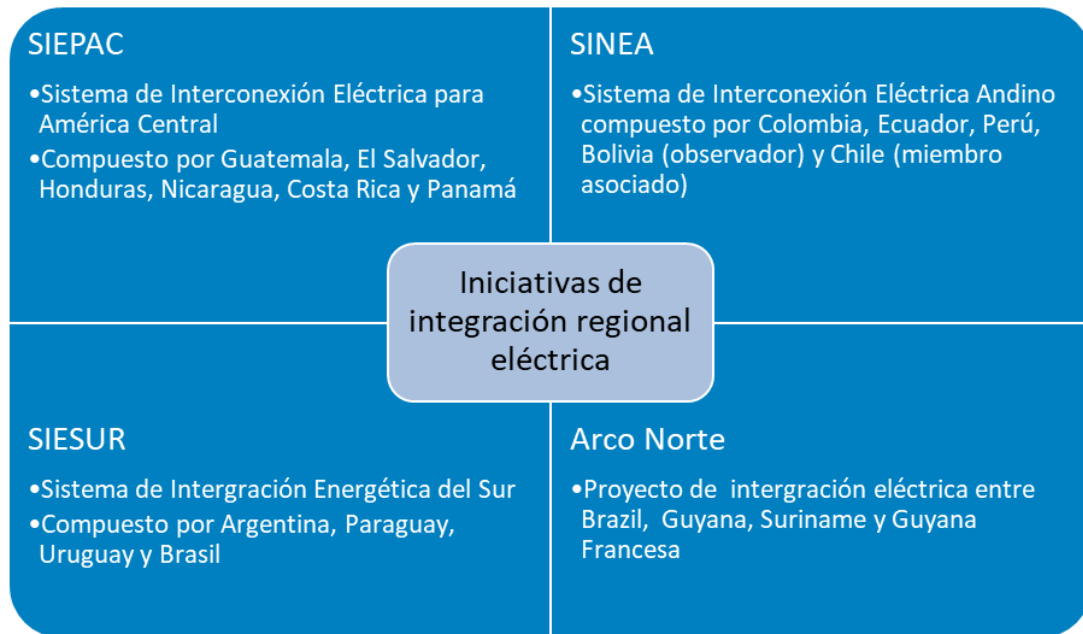 SIEPAC
•Sistema de Interconexión Eléctrica para
América Central
•Compuesto por Guatemala, El Salvador,
Honduras, Nicaragua, Costa Rica y Panamá
SINEA
•Sistema de Interconexión Eléctrica Andino
compuesto por Colombia, Ecuador, Perú,
Bolivia (observador) y Chile (miembro
asociado)
Iniciativas de
integración regional
eléctrica
SIESUR
•Sistema de Intergración Energética del Sur
•Compuesto por Argentina, Paraguay,
Uruguay y Brasil
Arco Norte
•Proyecto de  intergración eléctrica entre
Brazil,  Guyana, Suriname y Guyana
Francesa